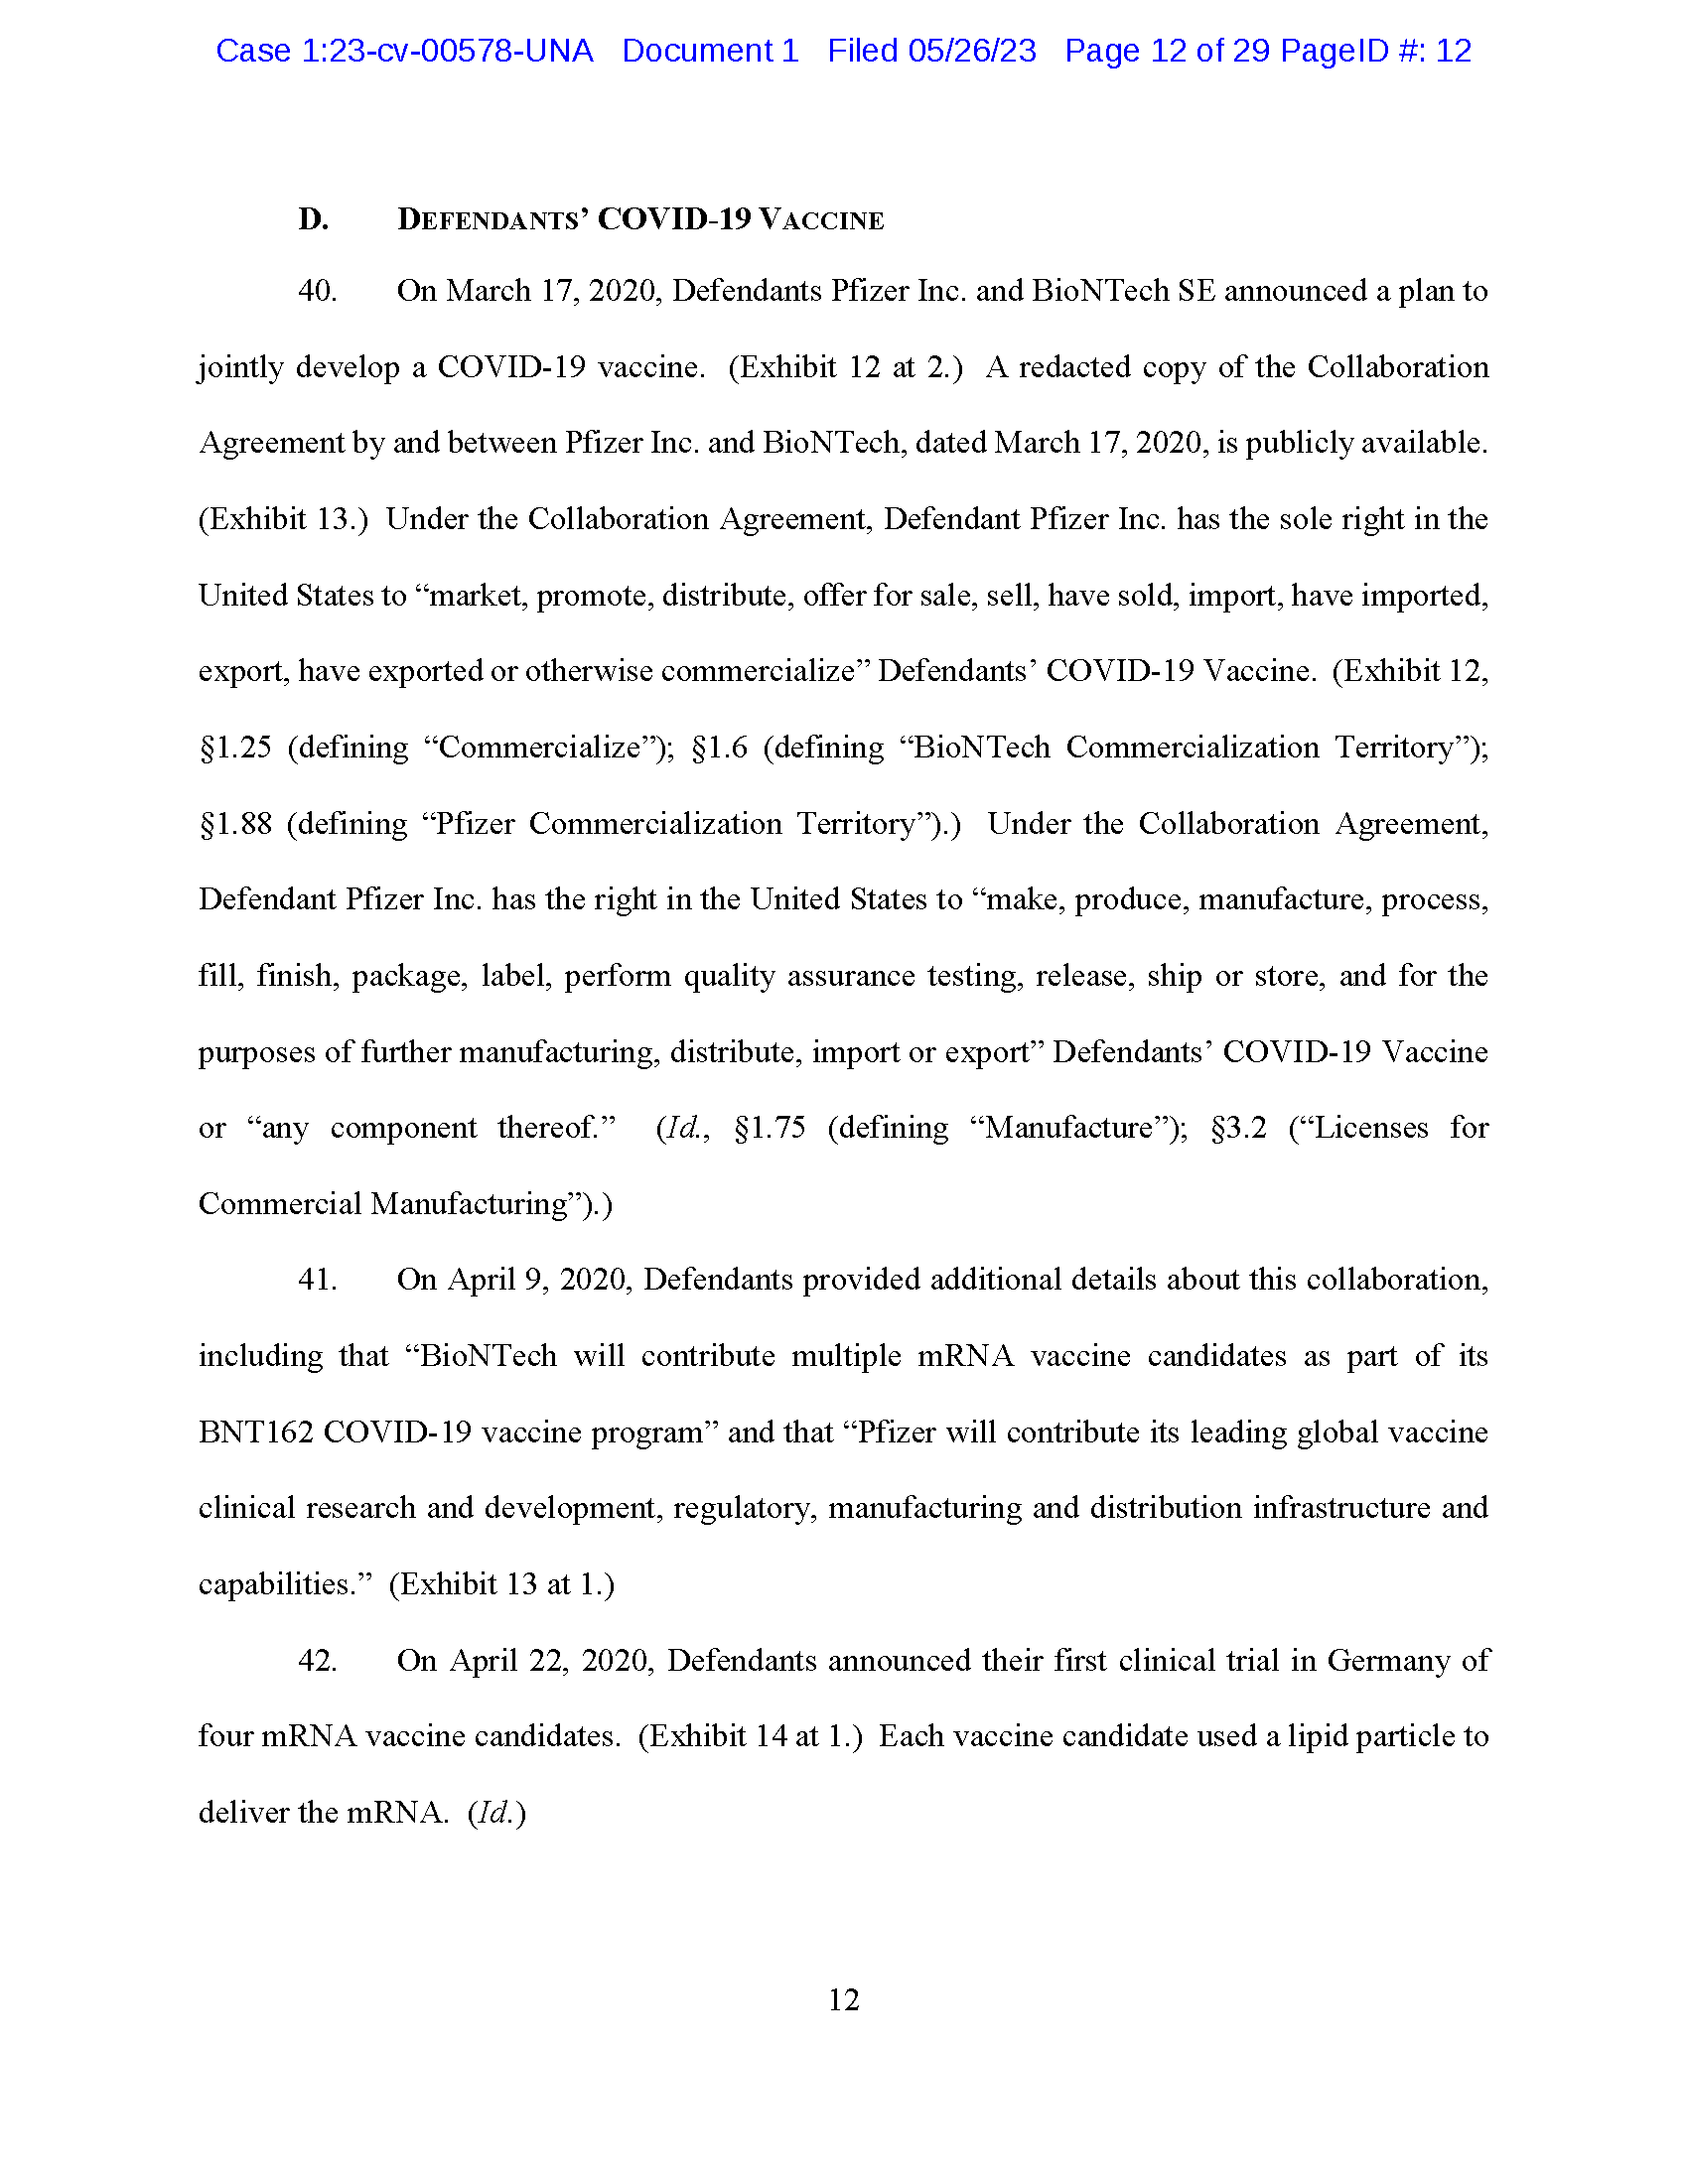 Case 1:23-cv-00578-UNA Document 1 Filed 05/26/23 Page 12 of 29 PageID #: 12
D. DEFENDANTS’ COVID-19 VACCINE
40. On March 17, 2020, Defendants Pfizer Inc. and BioNTech SE announced a plan to
jointly develop a COVID-19 vaccine. (Exhibit 12 at 2.) A redacted copy of the Collaboration
Agreement by and between Pfizer Inc. and BioNTech, dated March 17, 2020, is publicly available.
(Exhibit 13.) Under the Collaboration Agreement, Defendant Pfizer Inc. has the sole right in the
United States to “market, promote, distribute, offer for sale, sell, have sold, import, have imported,
export, have exported or otherwise commercialize” Defendants’ COVID-19 Vaccine. (Exhibit 12,
§1.25 (defining “Commercialize”); §1.6 (defining “BioNTech Commercialization Territory”);
§1.88 (defining “Pfizer Commercialization Territory”).) Under the Collaboration Agreement,
Defendant Pfizer Inc. has the right in the United States to “make, produce, manufacture, process,
fill, finish, package, label, perform quality assurance testing, release, ship or store, and for the
purposes of further manufacturing, distribute, import or export” Defendants’ COVID-19 Vaccine
or “any component thereof.” (Id., §1.75 (defining “Manufacture”); §3.2 (“Licenses for
Commercial Manufacturing”).)
41. On April 9, 2020, Defendants provided additional details about this collaboration,
including that “BioNTech will contribute multiple mRNA vaccine candidates as part of its
BNT162 COVID-19 vaccine program” and that “Pfizer will contribute its leading global vaccine
clinical research and development, regulatory, manufacturing and distribution infrastructure and
capabilities.” (Exhibit 13 at 1.)
42. On April 22, 2020, Defendants announced their first clinical trial in Germany of
four mRNA vaccine candidates. (Exhibit 14 at 1.) Each vaccine candidate used a lipid particle to
deliver the mRNA. (Id.)
12